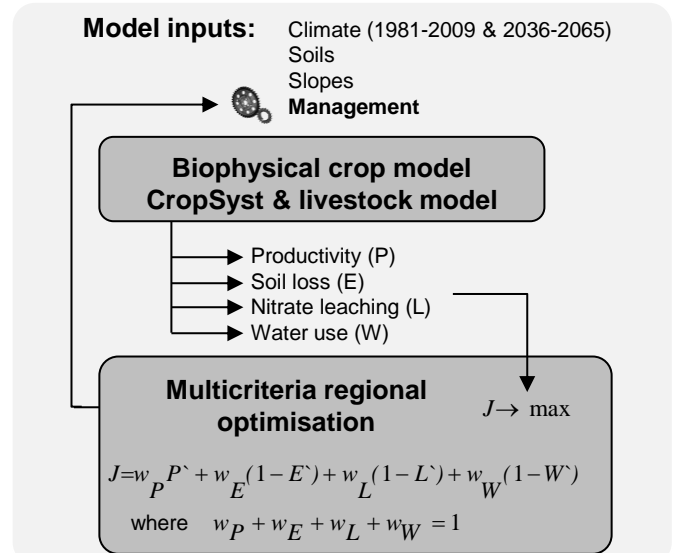 Model inputs: Climate (1981-2009 & 2036-2065)
Soils
Slopes
Management
Biophysical crop model
CropSyst & livestock model
Productivity (P)
Soil loss (E)
Nitrate leaching (L)
Water use (W)
Multicriteria regional
optimisation
J → max
J=w_P P` + w_E(1−E`) + w_L(1−L`) + w_W(1−W`)
where w_P + w_E + w_L + w_W = 1